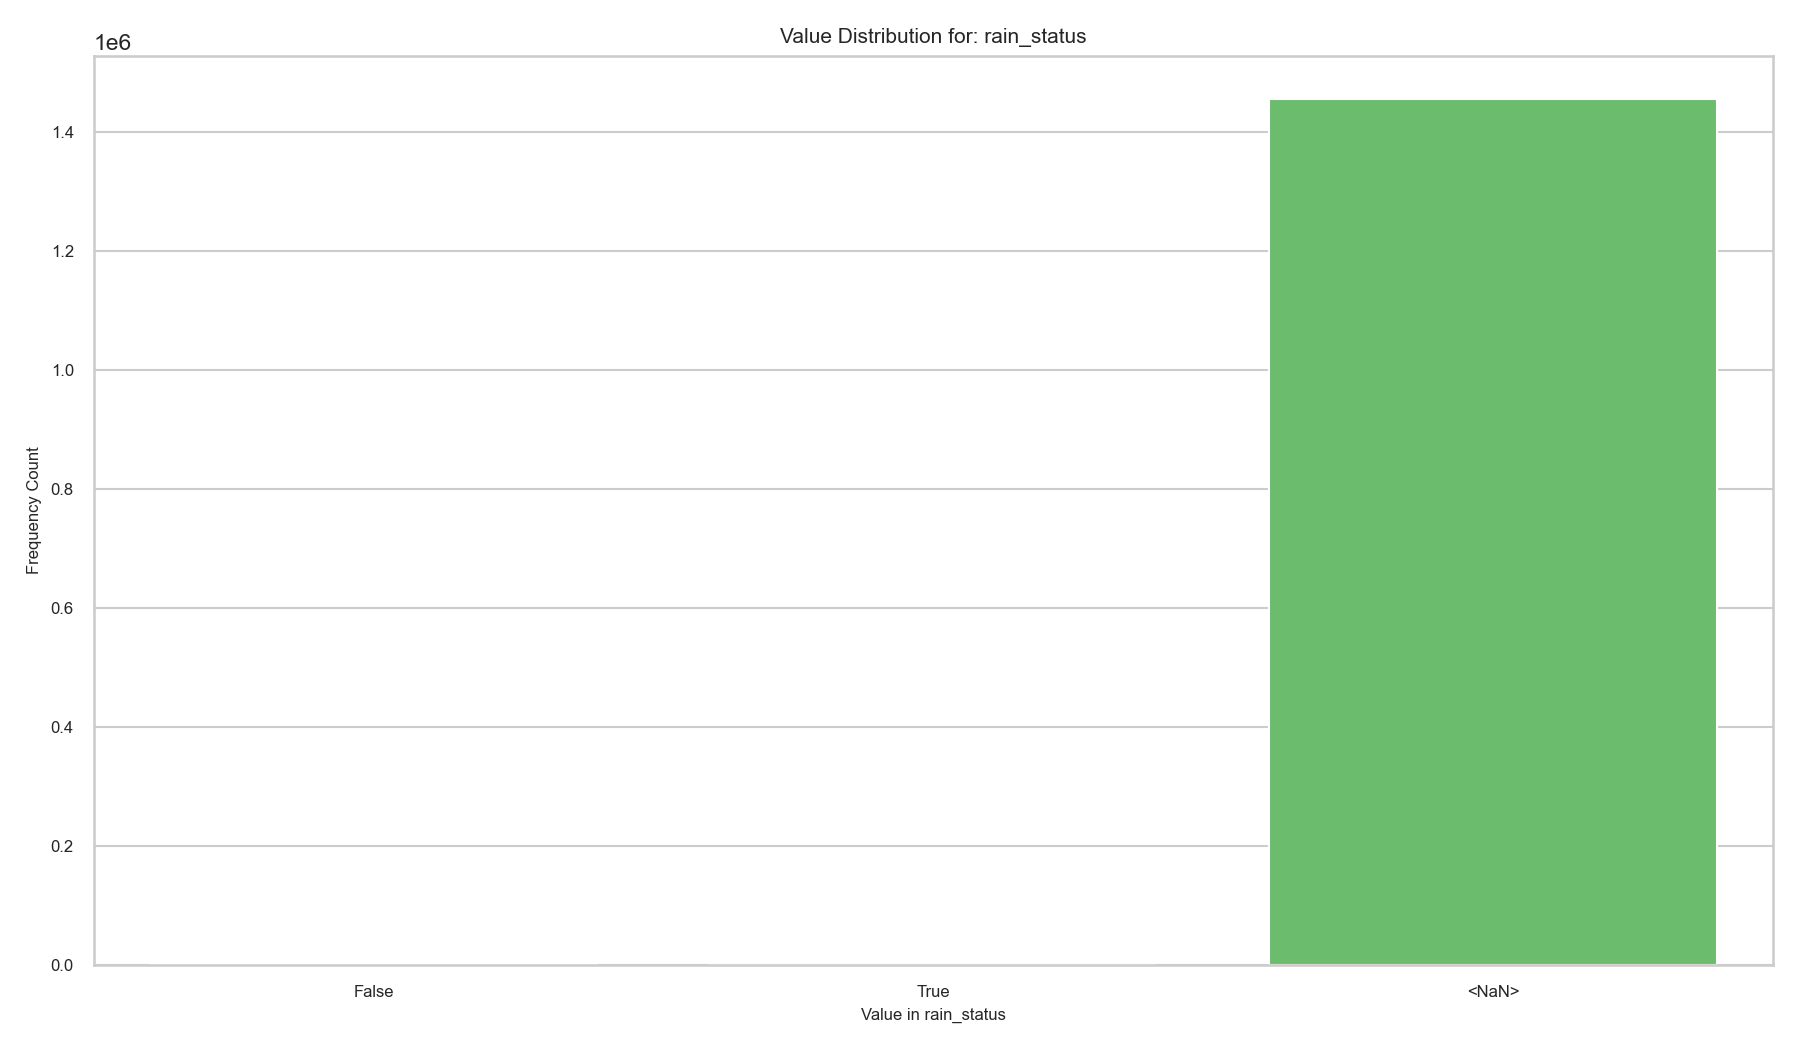 Value Distribution for: rain_status
1e6
1.4
1.2
1.0
0.8
0.6
0.4
0.2
0.0
Frequency Count
False True <NaN>
Value in rain_status